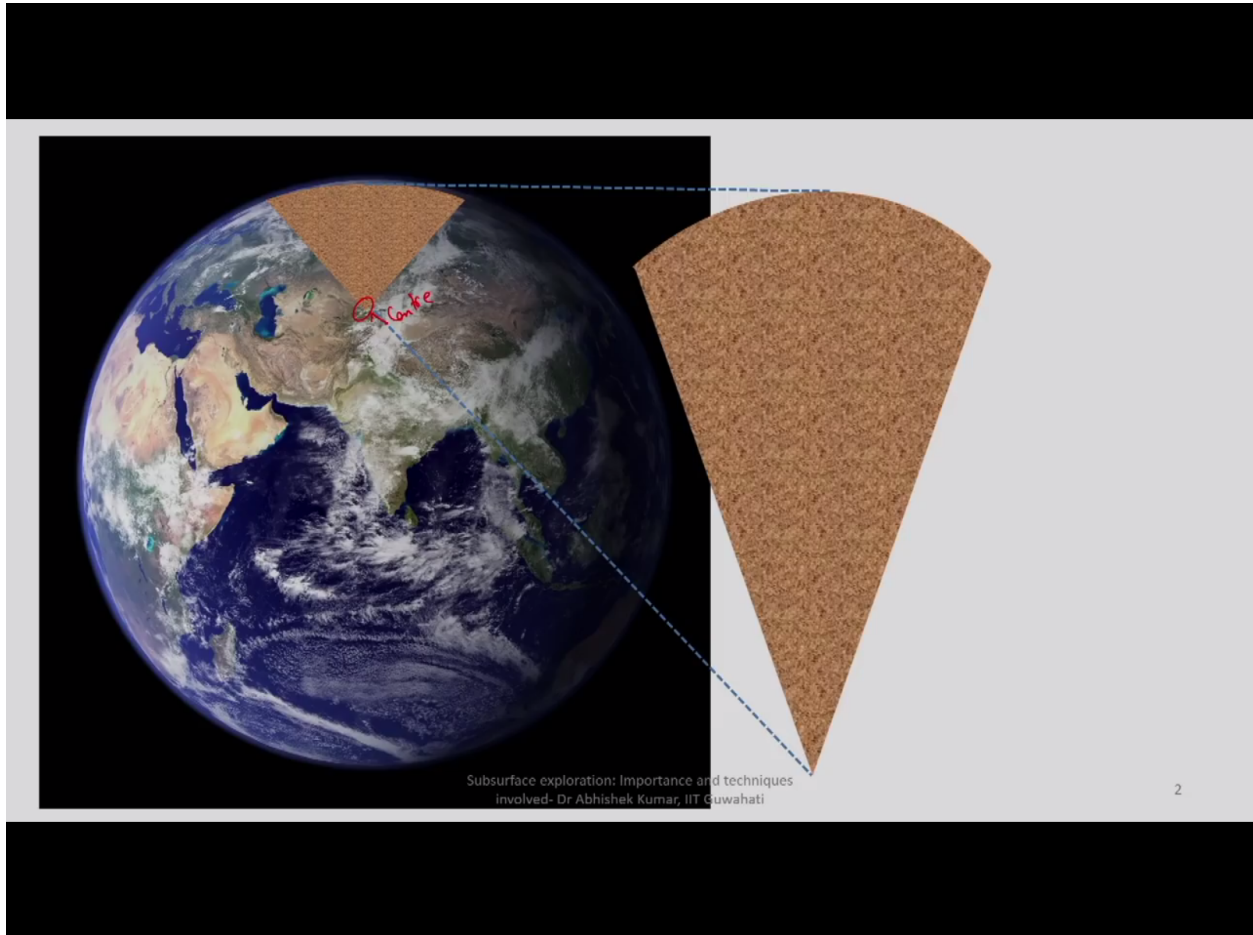 Centre
Subsurface exploration: Importance and techniques
involved- Dr Abhishek Kumar, IIT Guwahati
2